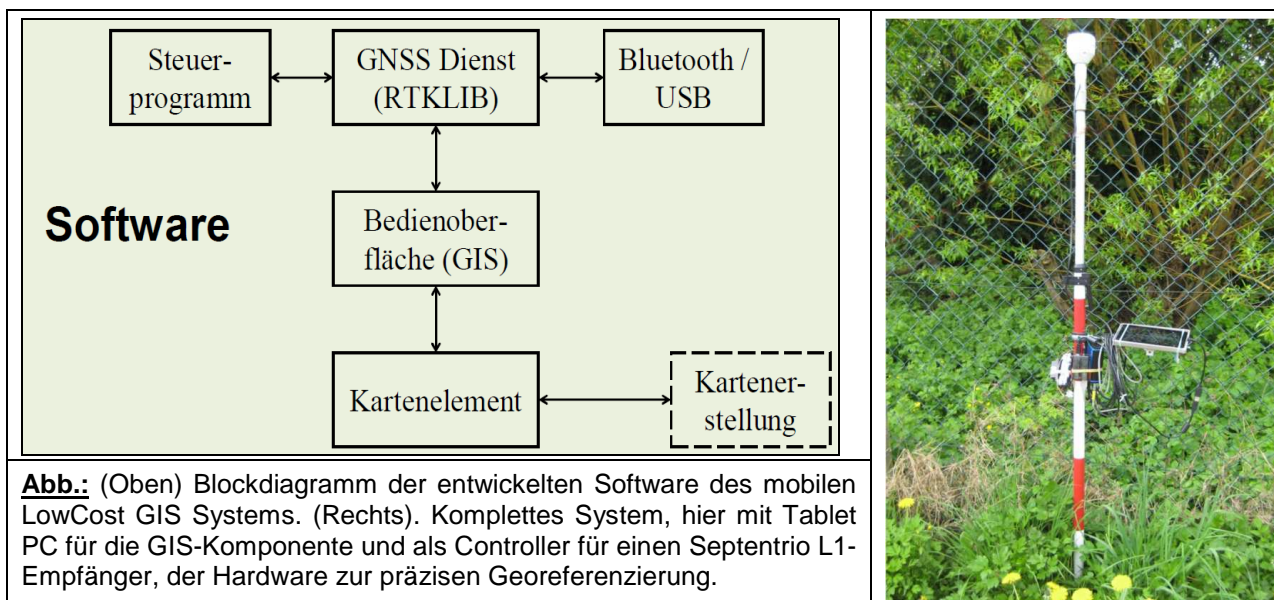 Steuer-
programm
GNSS Dienst
(RTKLIB)
Bluetooth /
USB
Software
Bedienober-
fläche (GIS)
Kartenelement
Kartener-
stellung
Abb.: (Oben) Blockdiagramm der entwickelten Software des mobilen
LowCost GIS Systems. (Rechts). Komplettes System, hier mit Tablet
PC für die GIS-Komponente und als Controller für einen Septentrio L1-
Empfänger, der Hardware zur präzisen Georeferenzierung.